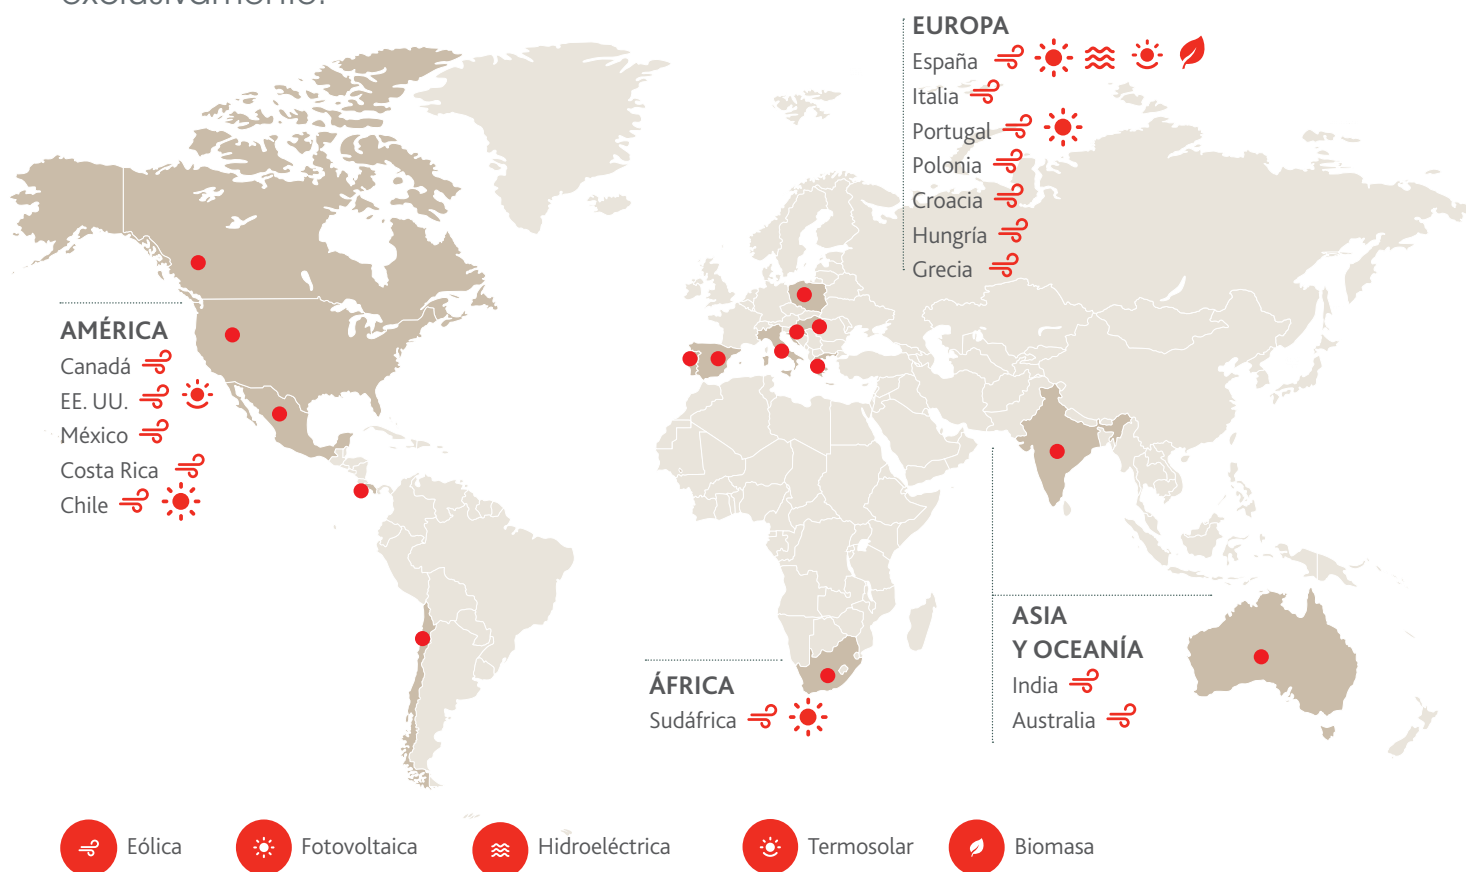 exclusivamente.
EUROPA
España
Italia
Portugal
Polonia
Croacia
Hungría
Grecia
AMÉRICA
Canadá
EE. UU.
México
Costa Rica
Chile
ÁFRICA
Sudáfrica
ASIA
Y OCEANÍA
India
Australia
Eólica
Fotovoltaica
Hidroeléctrica
Termosolar
Biomasa